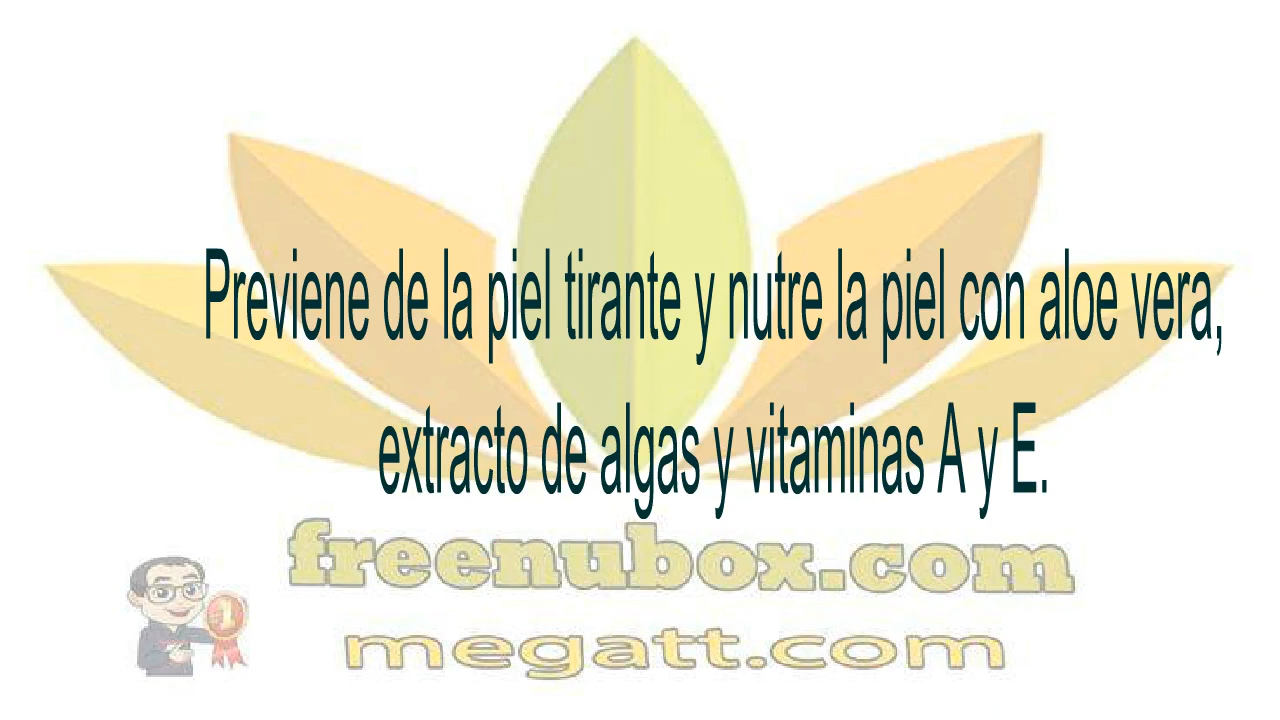 Previene de la piel tirante y nutre la piel con aloe vera,
extracto de algas y vitaminas A y E.
freenubox.com
#1
megatt.com